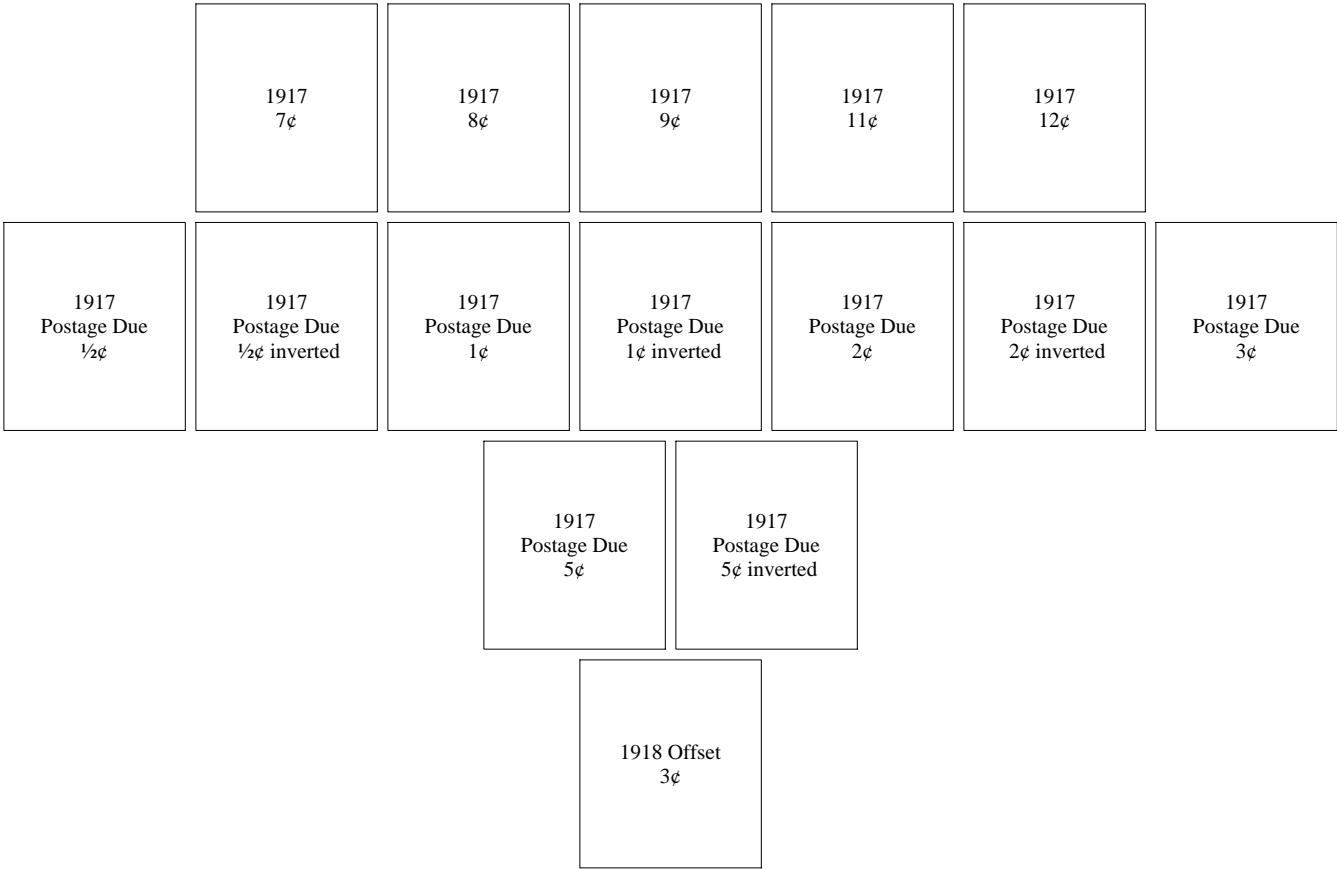 1917
7¢
1917
8¢
1917
9¢
1917
11¢
1917
12¢
1917
Postage Due
½¢
1917
Postage Due
½¢ inverted
1917
Postage Due
1¢
1917
Postage Due
1¢ inverted
1917
Postage Due
2¢
1917
Postage Due
2¢ inverted
1917
Postage Due
3¢
1917
Postage Due
5¢
1917
Postage Due
5¢ inverted
1918 Offset
3¢